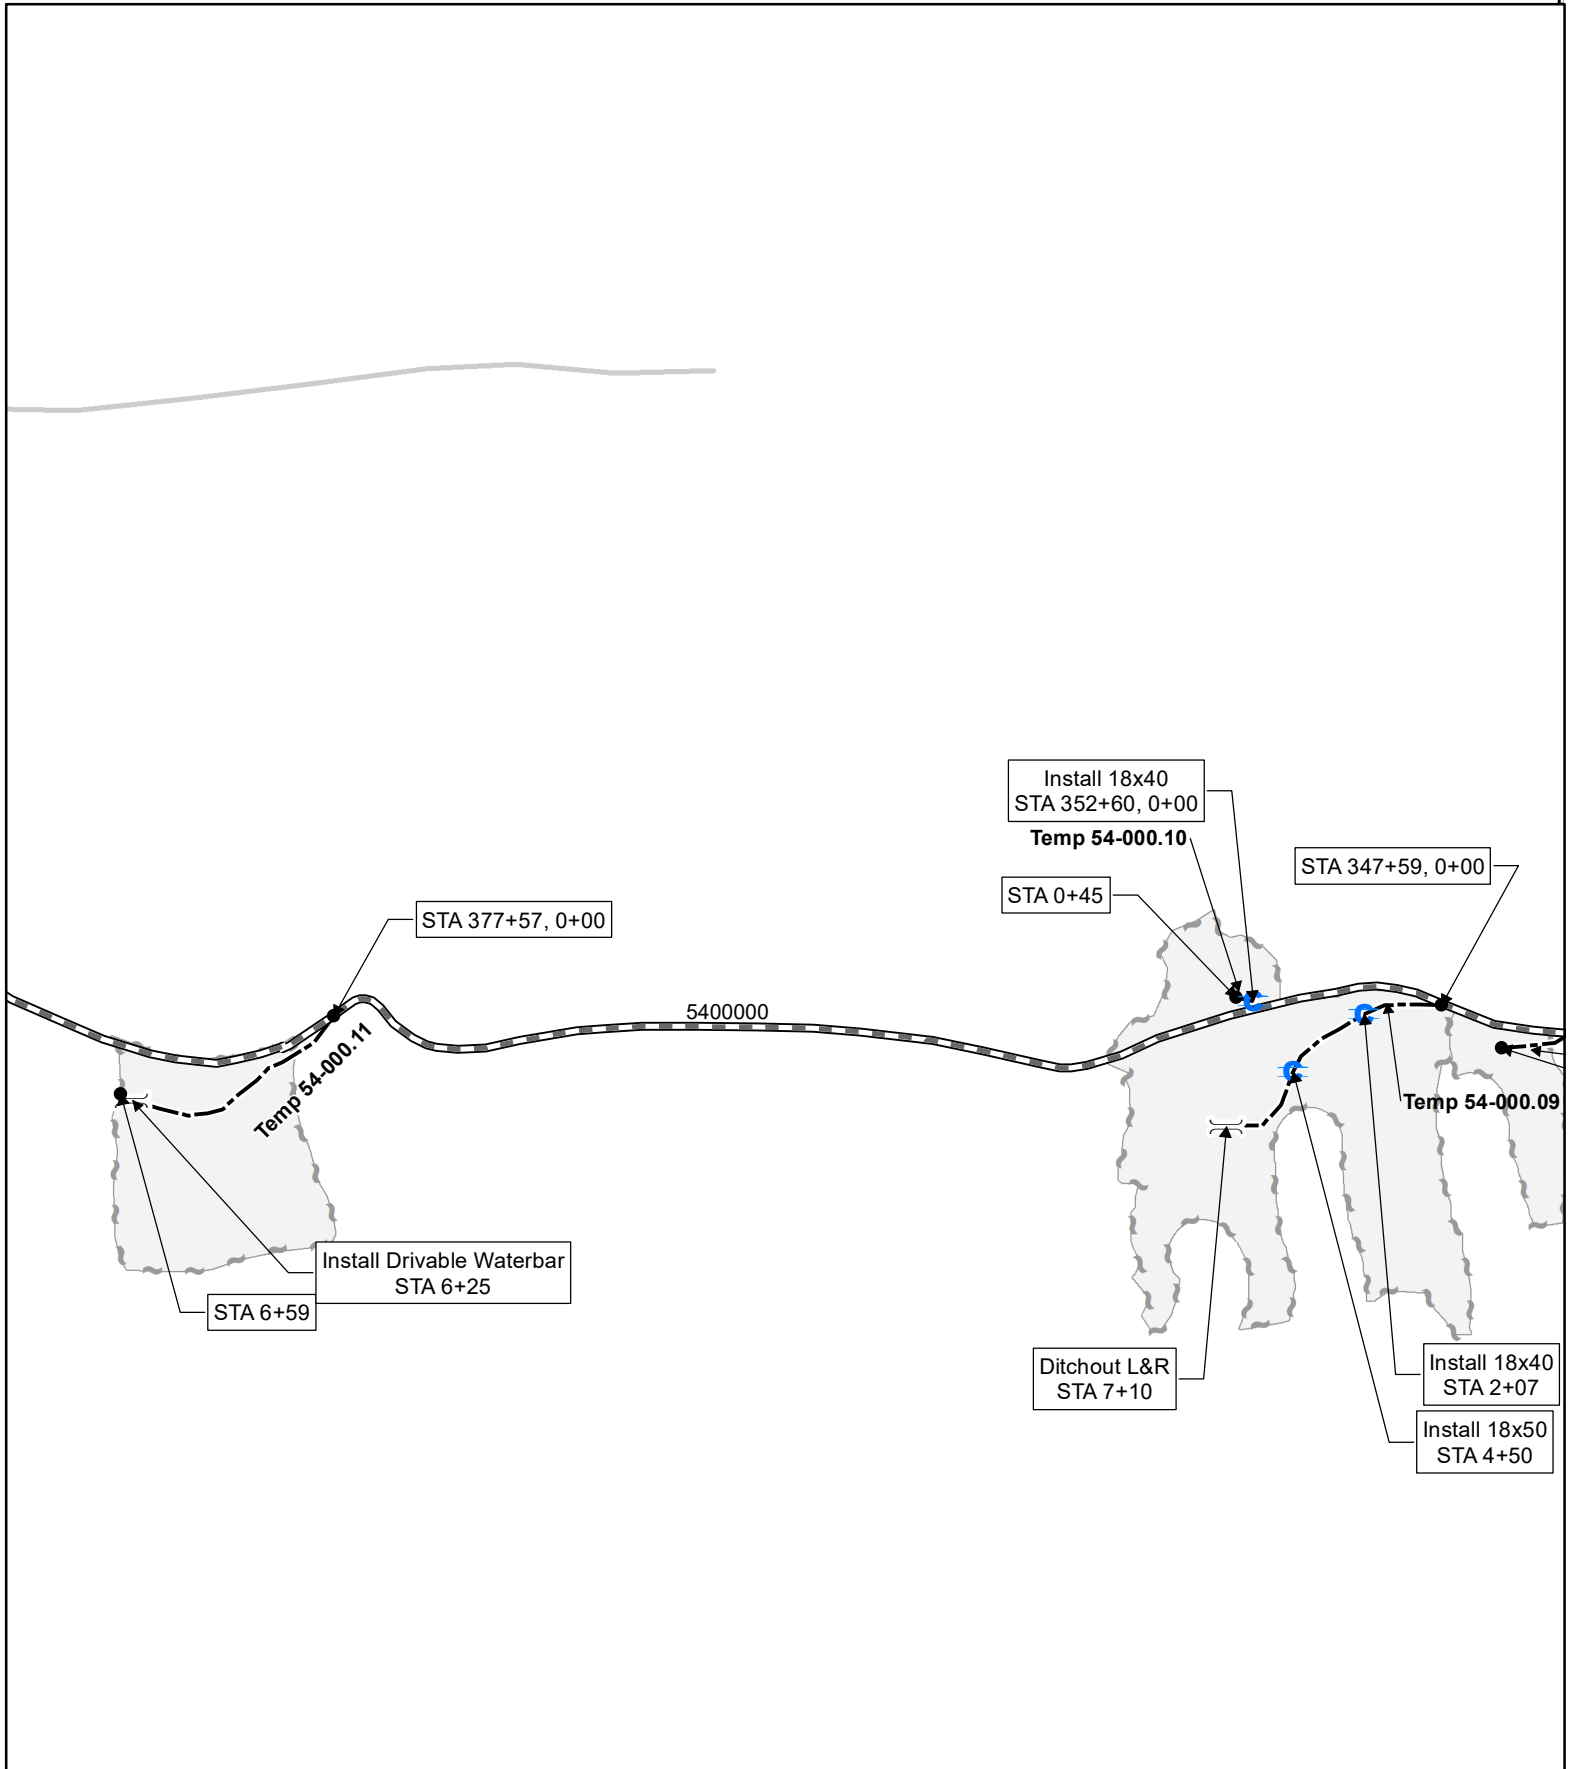 Install 18x40
STA 352+60, 0+00
Temp 54-000.10
STA 347+59, 0+00
STA 0+45
STA 377+57, 0+00
5400000
Temp 54-000.11
Temp 54-000.09
Install Drivable Waterbar
STA 6+25
STA 6+59
Ditchout L&R
STA 7+10
Install 18x40
STA 2+07
Install 18x50
STA 4+50